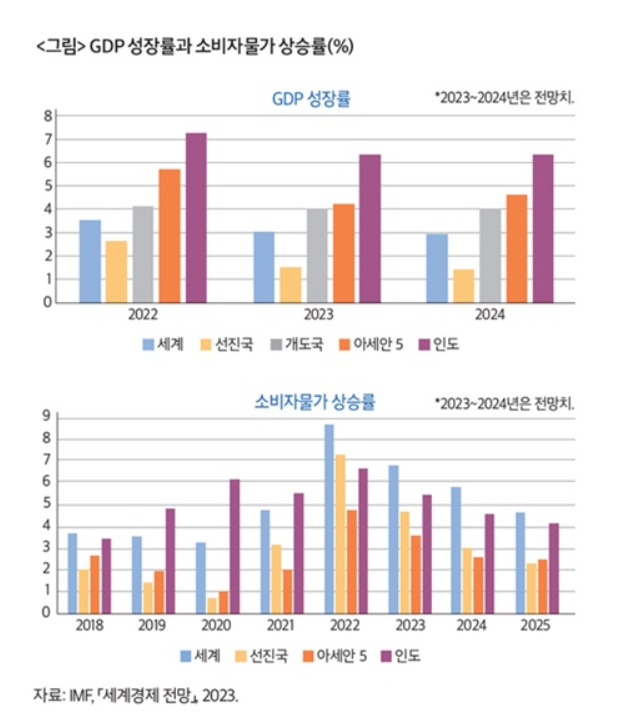 <그림> GDP 성장률과 소비자물가 상승률(%)
GDP 성장률
*2023~2024년은 전망치.
8
7
6
5
4
3
2
1
0
2022 2023 2024
세계 선진국 개도국 아세안 5 인도
소비자물가 상승률
*2023~2024년은 전망치.
9
8
7
6
5
4
3
2
1
0
2018 2019 2020 2021 2022 2023 2024 2025
세계 선진국 아세안 5 인도
자료: IMF,「세계경제 전망」, 2023.